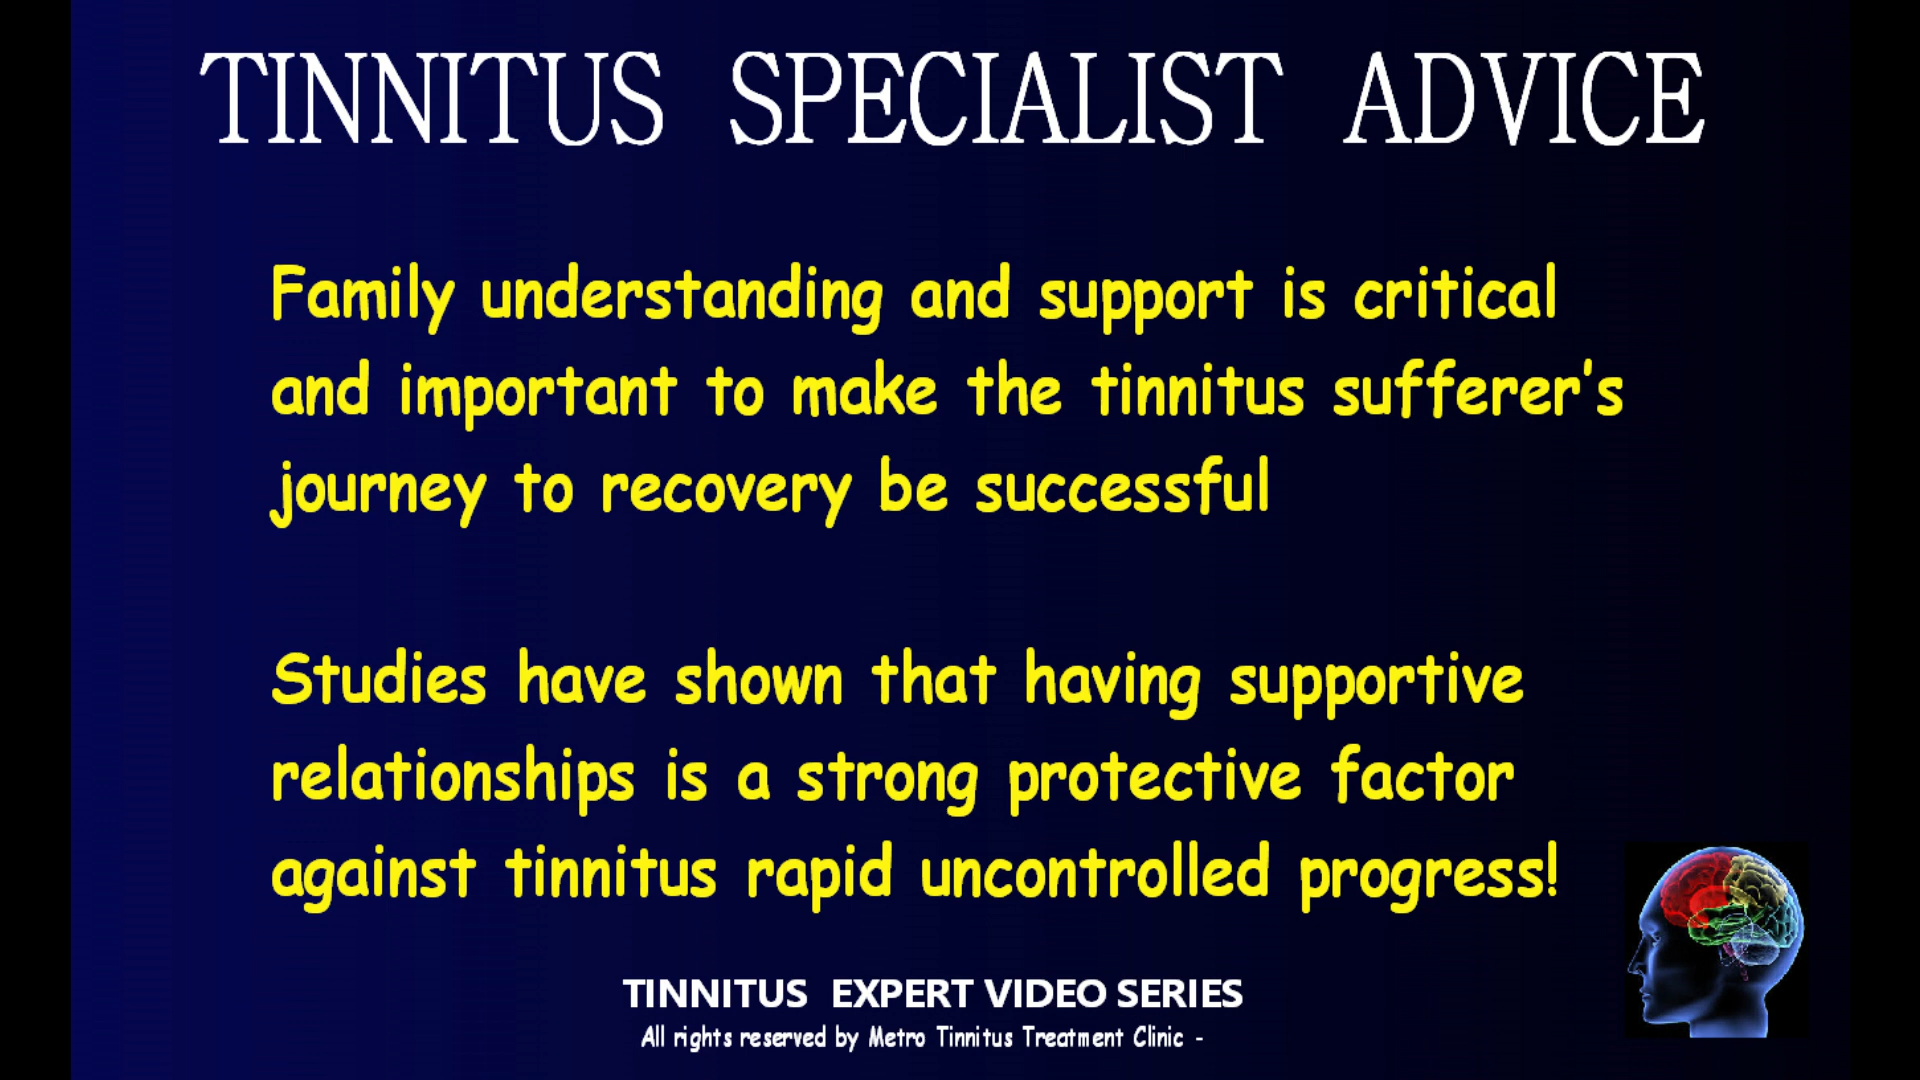 TINNITUS SPECIALIST ADVICE
Family understanding and support is critical
and important to make the tinnitus sufferer's
journey to recovery be successful
Studies have shown that having supportive
relationships is a strong protective factor
against tinnitus rapid uncontrolled progress!
TINNITUS EXPERT VIDEO SERIES
All rights reserved by Metro Tinnitus Treatment Clinic -